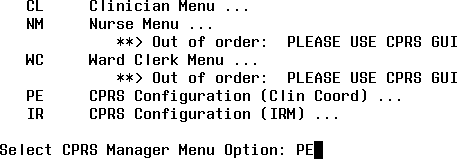 CL Clinician Menu ...
NM Nurse Menu ...
**> Out of order: PLEASE USE CPRS GUI
WC Ward Clerk Menu ...
**> Out of order: PLEASE USE CPRS GUI
PE CPRS Configuration (Clin Coord) ...
IR CPRS Configuration (IRM) ...
Select CPRS Manager Menu Option: PE